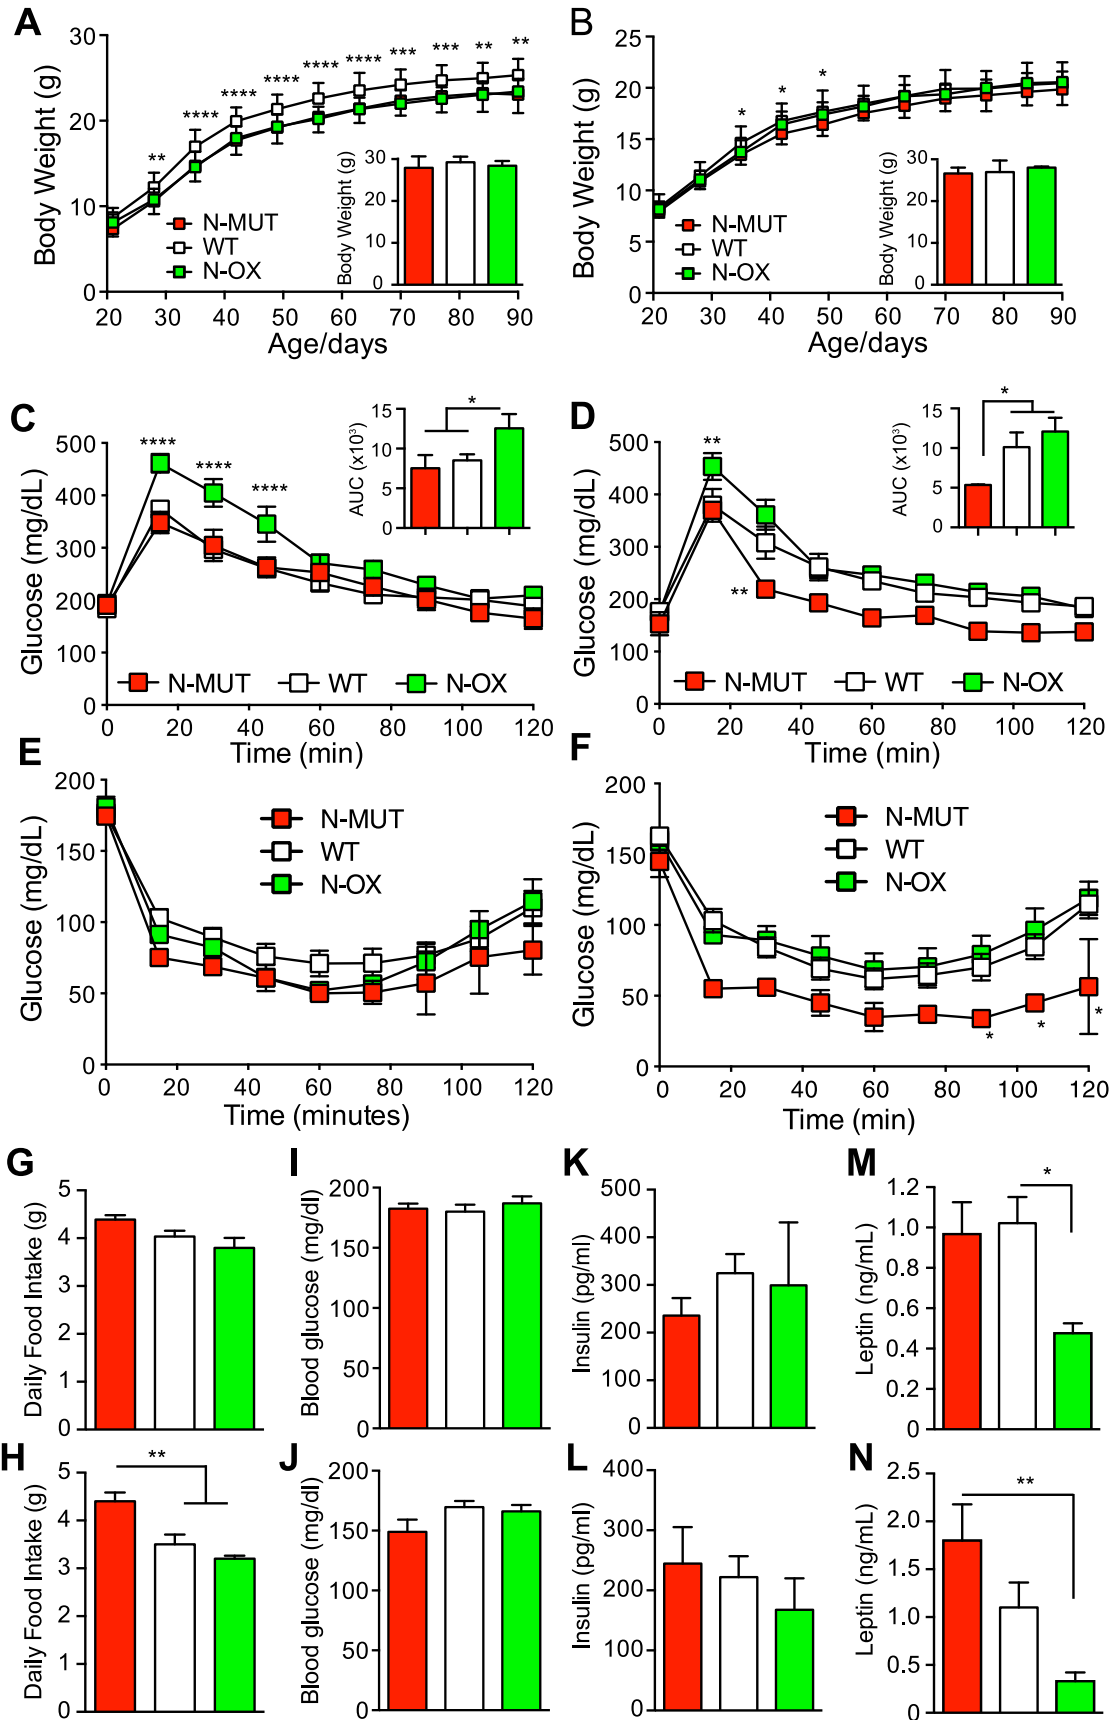 A
Body Weight (g)
30
20
10
0
** **** **** **** **** **** *** *** ** **
N-MUT
WT
N-OX
Body Weight (g)
30
20
10
0
20 30 40 50 60 70 80 90
Age/days
B
Body Weight (g)
25
20
15
10
5
0
* * *
N-MUT
WT
N-OX
Body Weight (g)
30
20
10
0
20 30 40 50 60 70 80 90
Age/days
C
Glucose (mg/dL)
500
400
300
200
100
0
**** **** ****
AUC (x10³)
15
10
5
0
*
N-MUT WT N-OX
0 20 40 60 80 100 120
Time (min)
D
Glucose (mg/dL)
500
400
300
200
100
0
**
**
AUC (x10³)
15
10
5
0
*
N-MUT WT N-OX
0 20 40 60 80 100 120
Time (min)
E
Glucose (mg/dL)
200
150
100
50
0
N-MUT
WT
N-OX
0 20 40 60 80 100 120
Time (minutes)
F
Glucose (mg/dL)
200
150
100
50
0
N-MUT
WT
N-OX
* * *
0 20 40 60 80 100 120
Time (min)
G
Daily Food Intake (g)
5
4
3
2
1
0
I
Blood glucose (mg/dl)
200
150
100
50
0
K
Insulin (pg/ml)
500
400
300
200
100
0
M
Leptin (ng/mL)
1.2
1.0
0.8
0.6
0.4
0.2
0
*
H
Daily Food Intake (g)
5
4
3
2
1
0
**
J
Blood glucose (mg/dl)
200
150
100
50
0
L
Insulin (pg/ml)
400
300
200
100
0
N
Leptin (ng/mL)
2.5
2.0
1.5
1.0
0.5
0
**